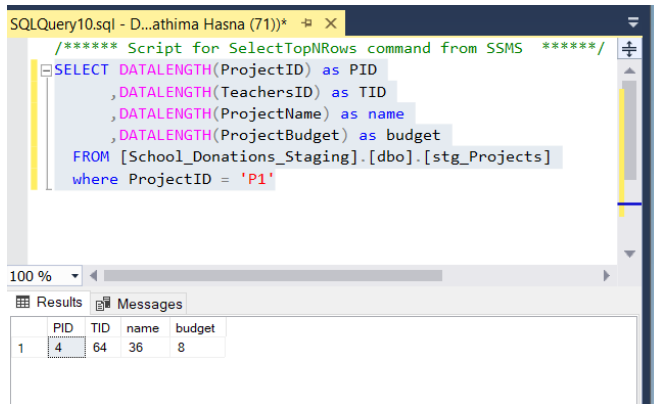 SQLQuery10.sql - D...athima Hasna (71))*
/****** Script for SelectTopNRows command from SSMS  ******/
SELECT DATALENGTH(ProjectID) as PID
,DATALENGTH(TeachersID) as TID
,DATALENGTH(ProjectName) as name
,DATALENGTH(ProjectBudget) as budget
FROM [School_Donations_Staging].[dbo].[stg_Projects]
where ProjectID = 'P1'
100 %
Results Messages
PID TID name budget
1 4 64 36 8